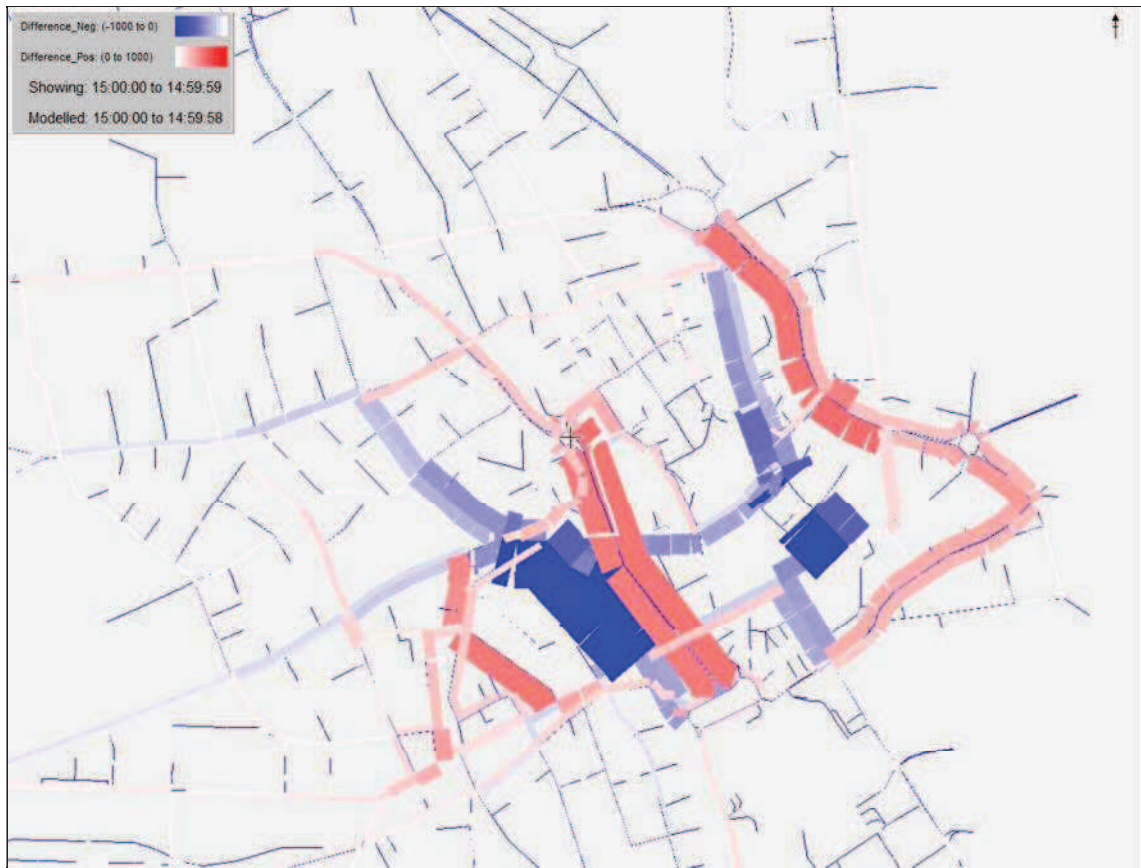 Difference_Neg: (-1000 to 0)
Difference_Pos: (0 to 1000)
Showing: 15:00:00 to 14:59:59
Modelled: 15:00:00 to 14:59:58